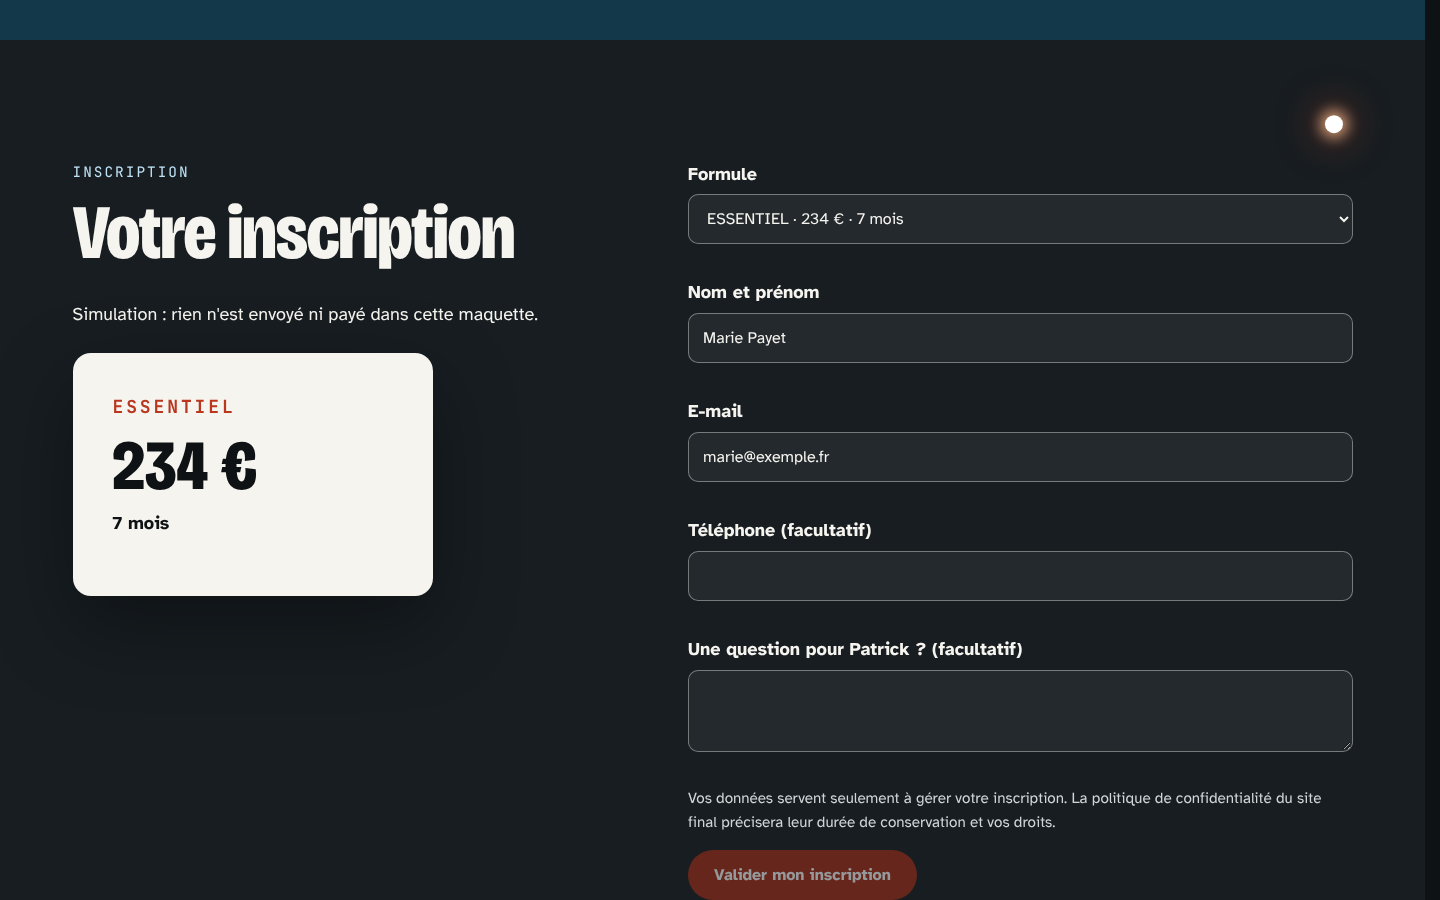 INSCRIPTION
Votre inscription
Simulation : rien n'est envoyé ni payé dans cette maquette.
ESSENTIEL
234 €
7 mois
Formule
ESSENTIEL · 234 € · 7 mois
Nom et prénom
Marie Payet
E-mail
marie@exemple.fr
Téléphone (facultatif)
Une question pour Patrick ? (facultatif)
Vos données servent seulement à gérer votre inscription. La politique de confidentialité du site
final précisera leur durée de conservation et vos droits.
Valider mon inscription